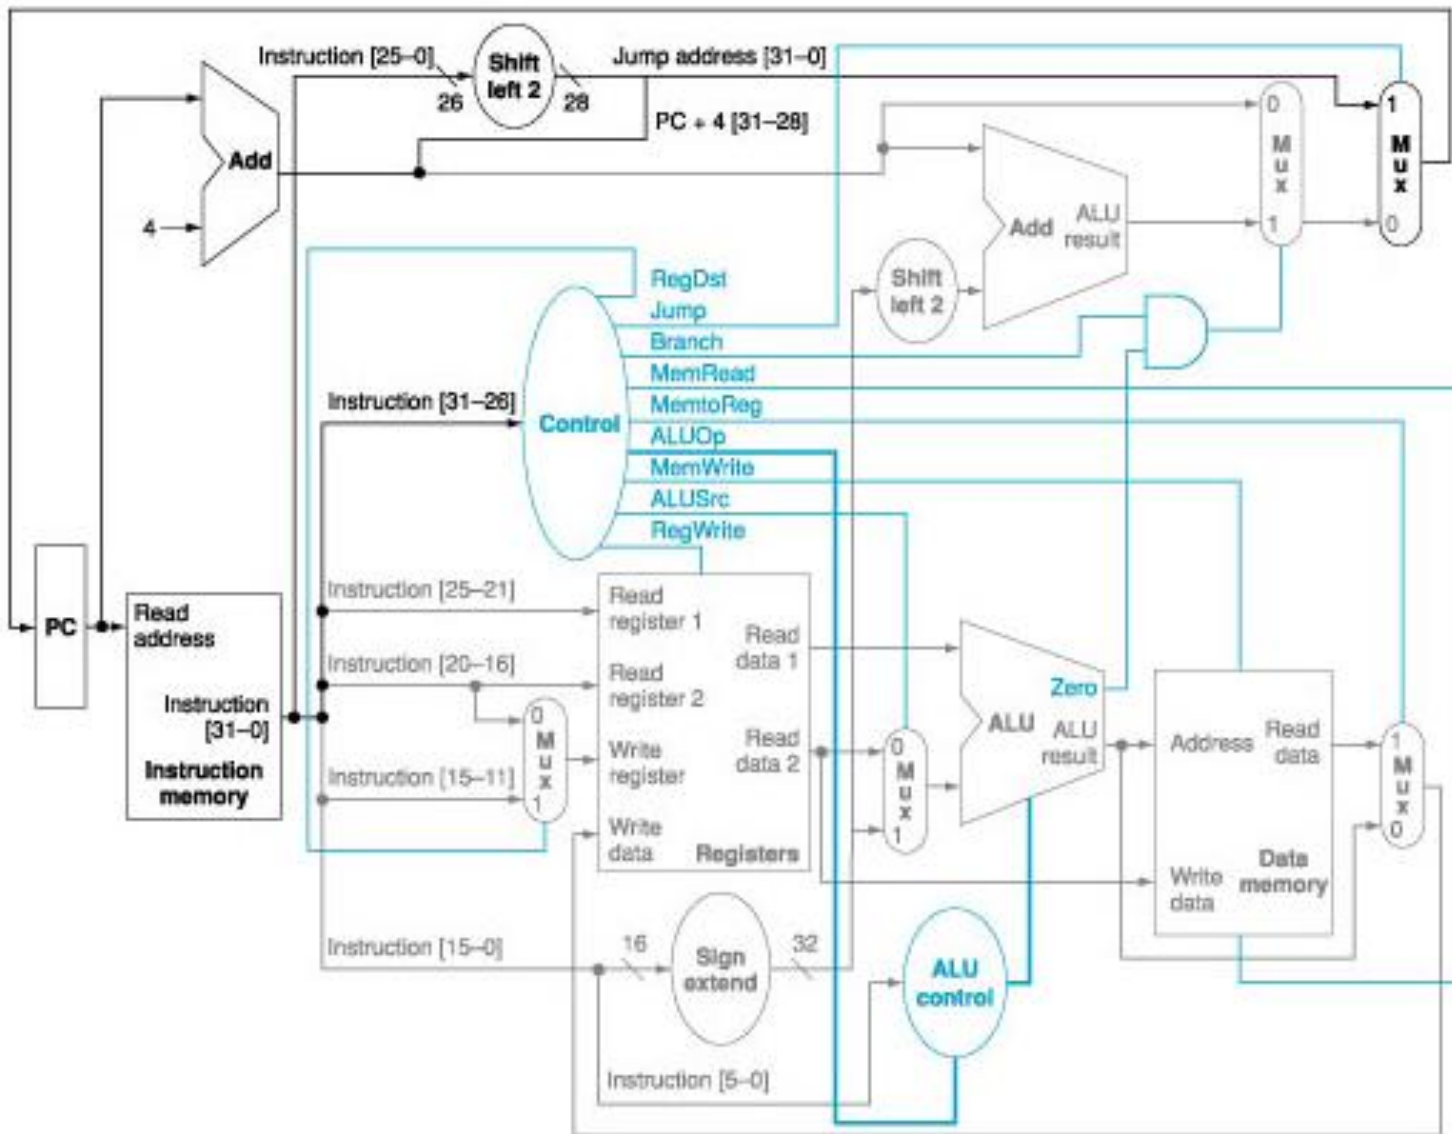 Instruction [25–0]
Shift
left 2
Jump address [31–0]
26
28
PC + 4 [31–28]
Add
4
0
M
u
x
1
1
M
u
x
0
Add
ALU
result
Shift
left 2
RegDst
Jump
Branch
MemRead
MemtoReg
ALUOp
MemWrite
ALUSrc
RegWrite
Instruction [31–26]
Control
PC
Read
address
Instruction
[31–0]
Instruction
memory
Instruction [25–21]
Instruction [20–16]
Instruction [15–11]
0
M
u
x
1
Read
register 1
Read
register 2
Write
register
Write
data
Read
data 1
Read
data 2
Registers
0
M
u
x
1
Zero
ALU
ALU
result
Address
Read
data
Write
data
Data
memory
1
M
u
x
0
Instruction [15–0]
16
Sign
extend
32
ALU
control
Instruction [5–0]